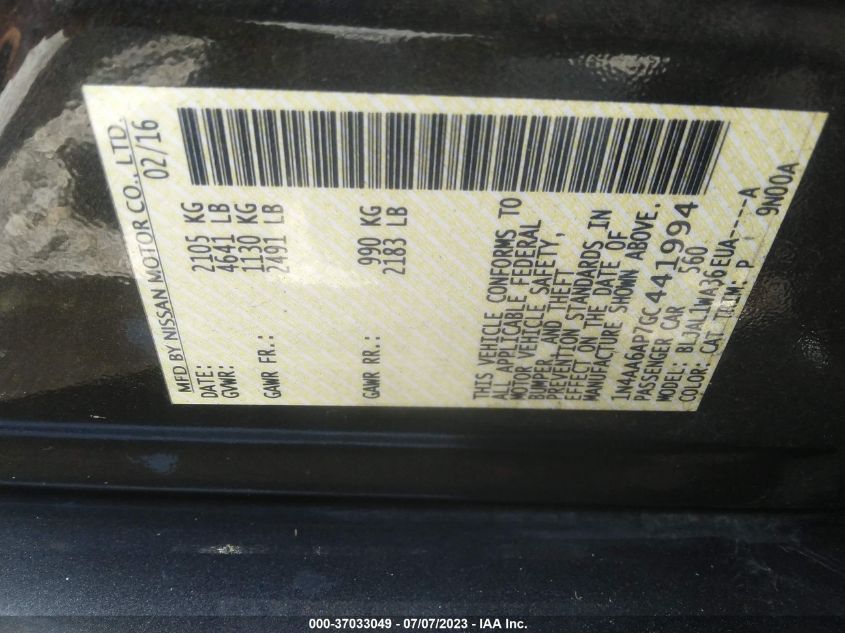 MFD BY NISSAN MOTOR CO., LTD.
DATE: 02/16
GVWR: 2105 KG
4641 LB
GAWR FR.: 1130 KG
2491 LB
GAWR RR.: 990 KG
2183 LB
THIS VEHICLE CONFORMS TO
ALL APPLICABLE FEDERAL
MOTOR VEHICLE SAFETY,
BUMPER, AND THEFT
PREVENTION STANDARDS IN
EFFECT ON THE DATE OF
MANUFACTURE SHOWN ABOVE.
1N4AA6AP7GC441994
PASSENGER CAR 560
MODEL: BLJALLWA36EUA-----A
COLOR: CAJ TRIM: P , 9N00A
000-37033049 - 07/07/2023 - © IAA Inc.